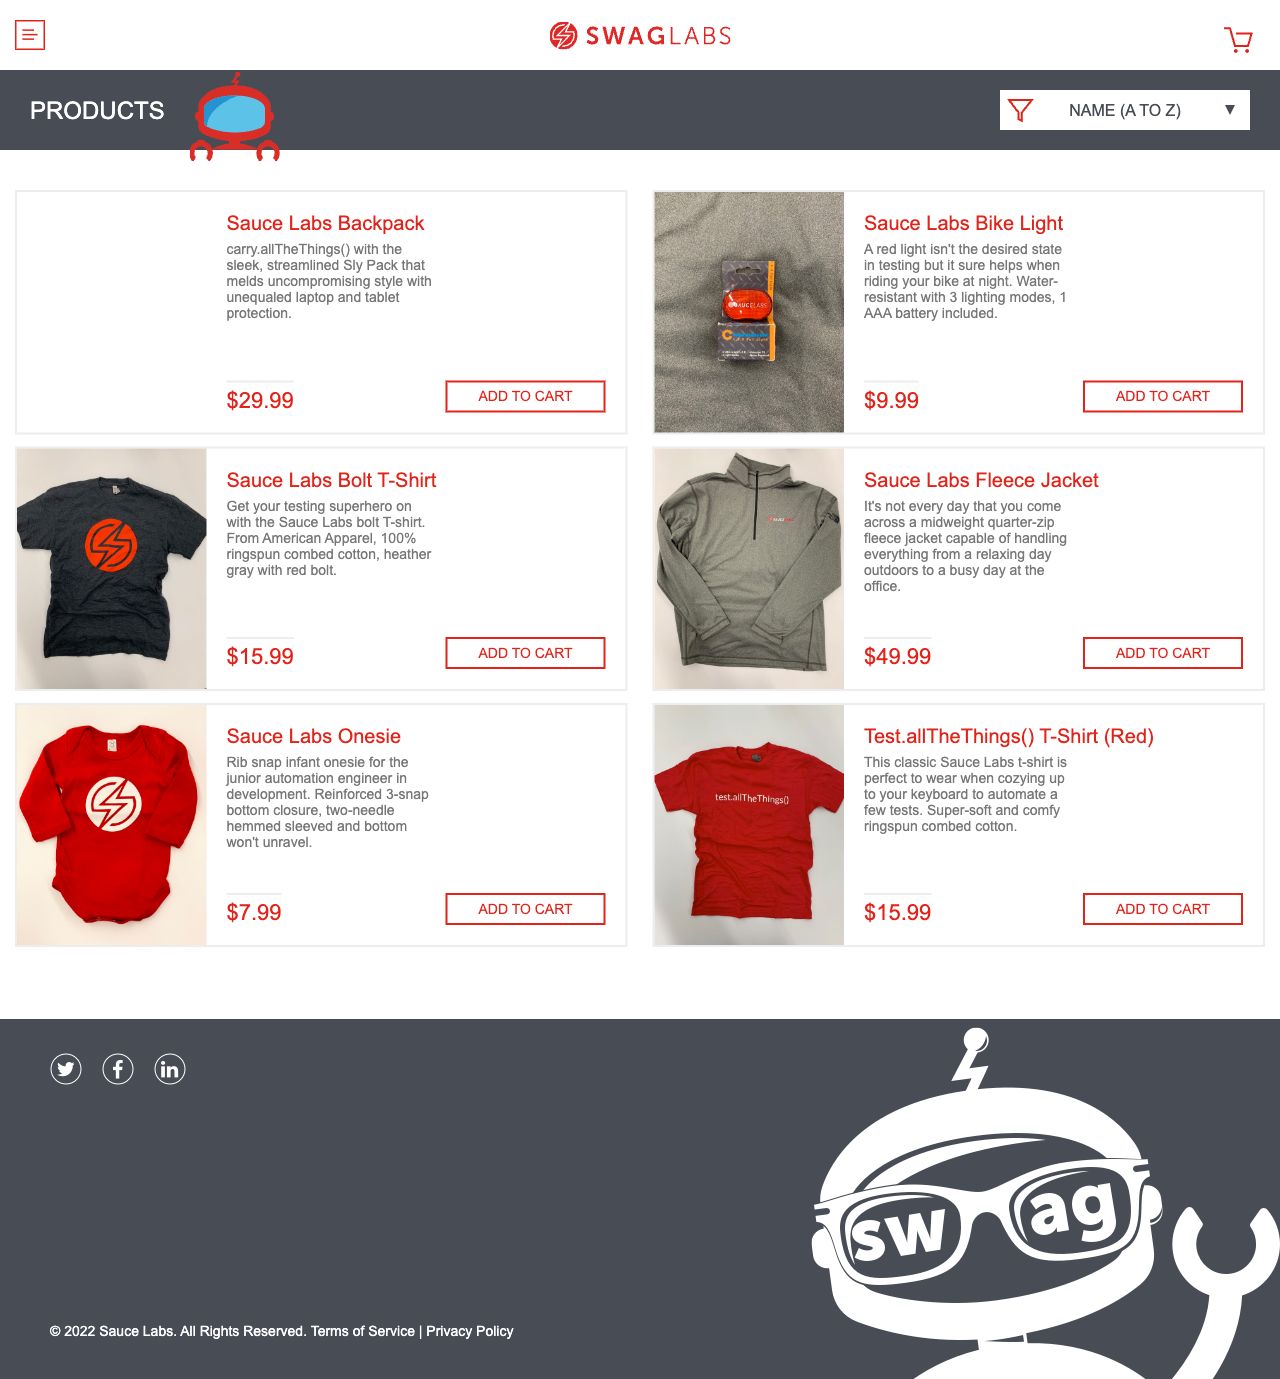 SWAGLABS
PRODUCTS
NAME (A TO Z)
Sauce Labs Backpack
carry.allTheThings() with the
sleek, streamlined Sly Pack that
melds uncompromising style with
unequaled laptop and tablet
protection.
$29.99
ADD TO CART
Sauce Labs Bike Light
A red light isn't the desired state
in testing but it sure helps when
riding your bike at night. Water-
resistant with 3 lighting modes, 1
AAA battery included.
$9.99
ADD TO CART
SAUCELABS
Sauce Labs Bolt T-Shirt
Get your testing superhero on
with the Sauce Labs bolt T-shirt.
From American Apparel, 100%
ringspun combed cotton, heather
gray with red bolt.
$15.99
ADD TO CART
Sauce Labs Fleece Jacket
It's not every day that you come
across a midweight quarter-zip
fleece jacket capable of handling
everything from a relaxing day
outdoors to a busy day at the
office.
$49.99
ADD TO CART
Sauce Labs Onesie
Rib snap infant onesie for the
junior automation engineer in
development. Reinforced 3-snap
bottom closure, two-needle
hemmed sleeved and bottom
won't unravel.
$7.99
ADD TO CART
test.allTheThings()
Test.allTheThings() T-Shirt (Red)
This classic Sauce Labs t-shirt is
perfect to wear when cozying up
to your keyboard to automate a
few tests. Super-soft and comfy
ringspun combed cotton.
$15.99
ADD TO CART
swag
© 2022 Sauce Labs. All Rights Reserved. Terms of Service | Privacy Policy